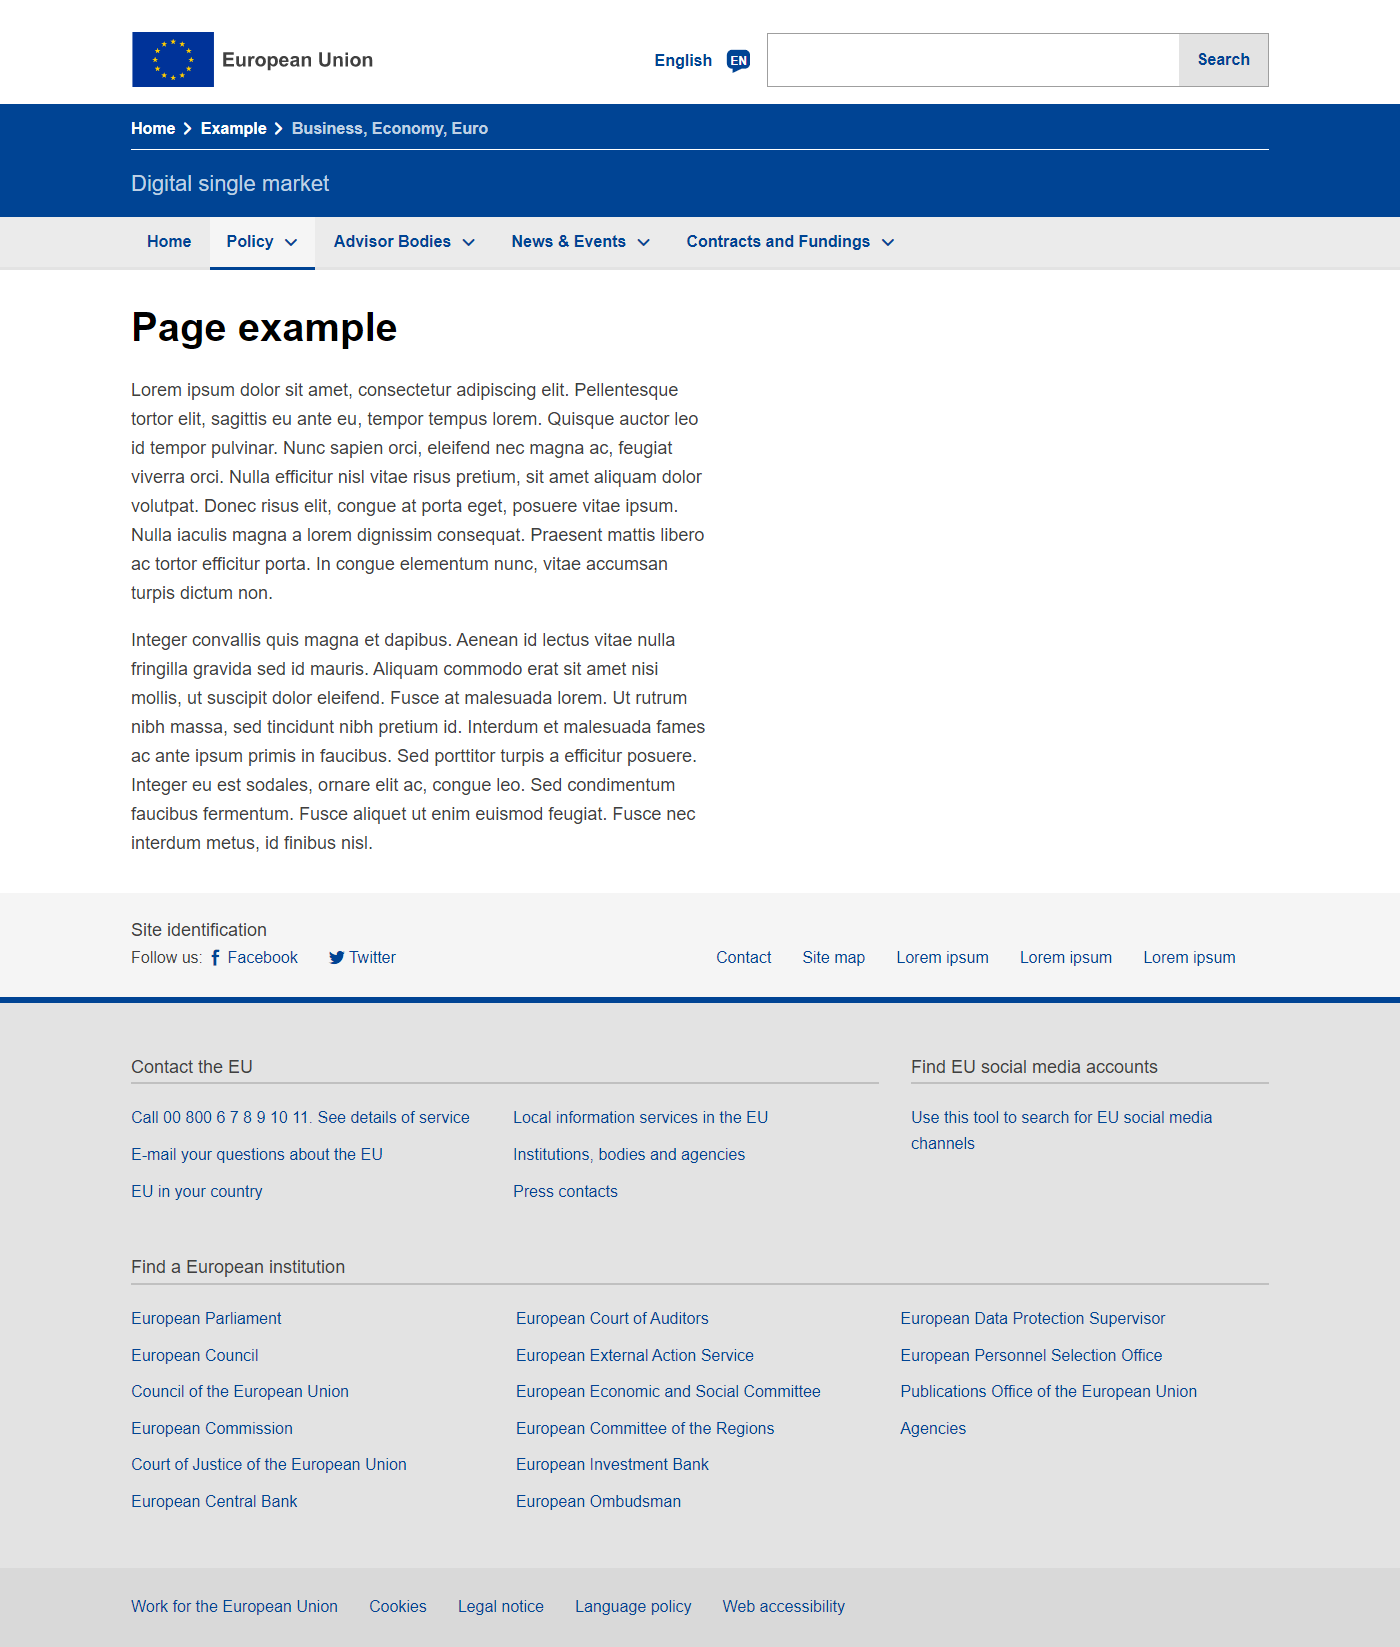 European Union
English EN Search
Home Example Business, Economy, Euro
Digital single market
Home Policy Advisor Bodies News & Events Contracts and Fundings
Page example
Lorem ipsum dolor sit amet, consectetur adipiscing elit. Pellentesque
tortor elit, sagittis eu ante eu, tempor tempus lorem. Quisque auctor leo
id tempor pulvinar. Nunc sapien orci, eleifend nec magna ac, feugiat
viverra orci. Nulla efficitur nisl vitae risus pretium, sit amet aliquam dolor
volutpat. Donec risus elit, congue at porta eget, posuere vitae ipsum.
Nulla iaculis magna a lorem dignissim consequat. Praesent mattis libero
ac tortor efficitur porta. In congue elementum nunc, vitae accumsan
turpis dictum non.
Integer convallis quis magna et dapibus. Aenean id lectus vitae nulla
fringilla gravida sed id mauris. Aliquam commodo erat sit amet nisi
mollis, ut suscipit dolor eleifend. Fusce at malesuada lorem. Ut rutrum
nibh massa, sed tincidunt nibh pretium id. Interdum et malesuada fames
ac ante ipsum primis in faucibus. Sed porttitor turpis a efficitur posuere.
Integer eu est sodales, ornare elit ac, congue leo. Sed condimentum
faucibus fermentum. Fusce aliquet ut enim euismod feugiat. Fusce nec
interdum metus, id finibus nisl.
Site identification
Follow us: Facebook Twitter Contact Site map Lorem ipsum Lorem ipsum Lorem ipsum
Contact the EU
Call 00 800 6 7 8 9 10 11. See details of service
E-mail your questions about the EU
EU in your country
Local information services in the EU
Institutions, bodies and agencies
Press contacts
Find EU social media accounts
Use this tool to search for EU social media
channels
Find a European institution
European Parliament
European Council
Council of the European Union
European Commission
Court of Justice of the European Union
European Central Bank
European Court of Auditors
European External Action Service
European Economic and Social Committee
European Committee of the Regions
European Investment Bank
European Ombudsman
European Data Protection Supervisor
European Personnel Selection Office
Publications Office of the European Union
Agencies
Work for the European Union Cookies Legal notice Language policy Web accessibility